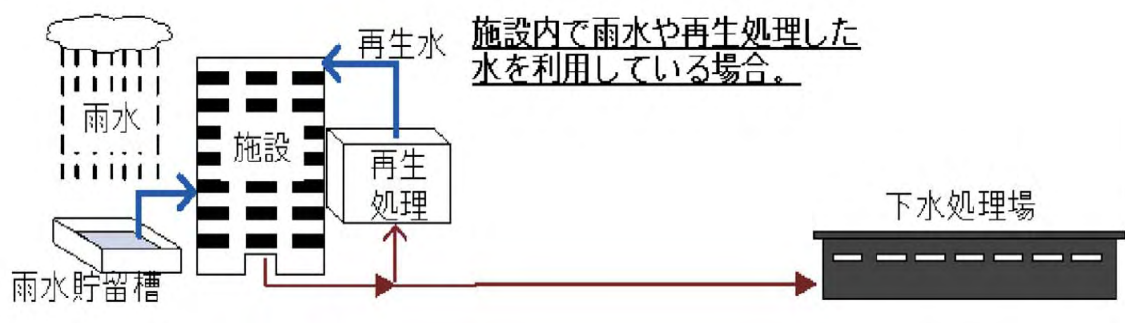 再生水
施設内で雨水や再生処理した
水を利用している場合。
雨水
施設
再生
処理
下水処理場
雨水貯留槽